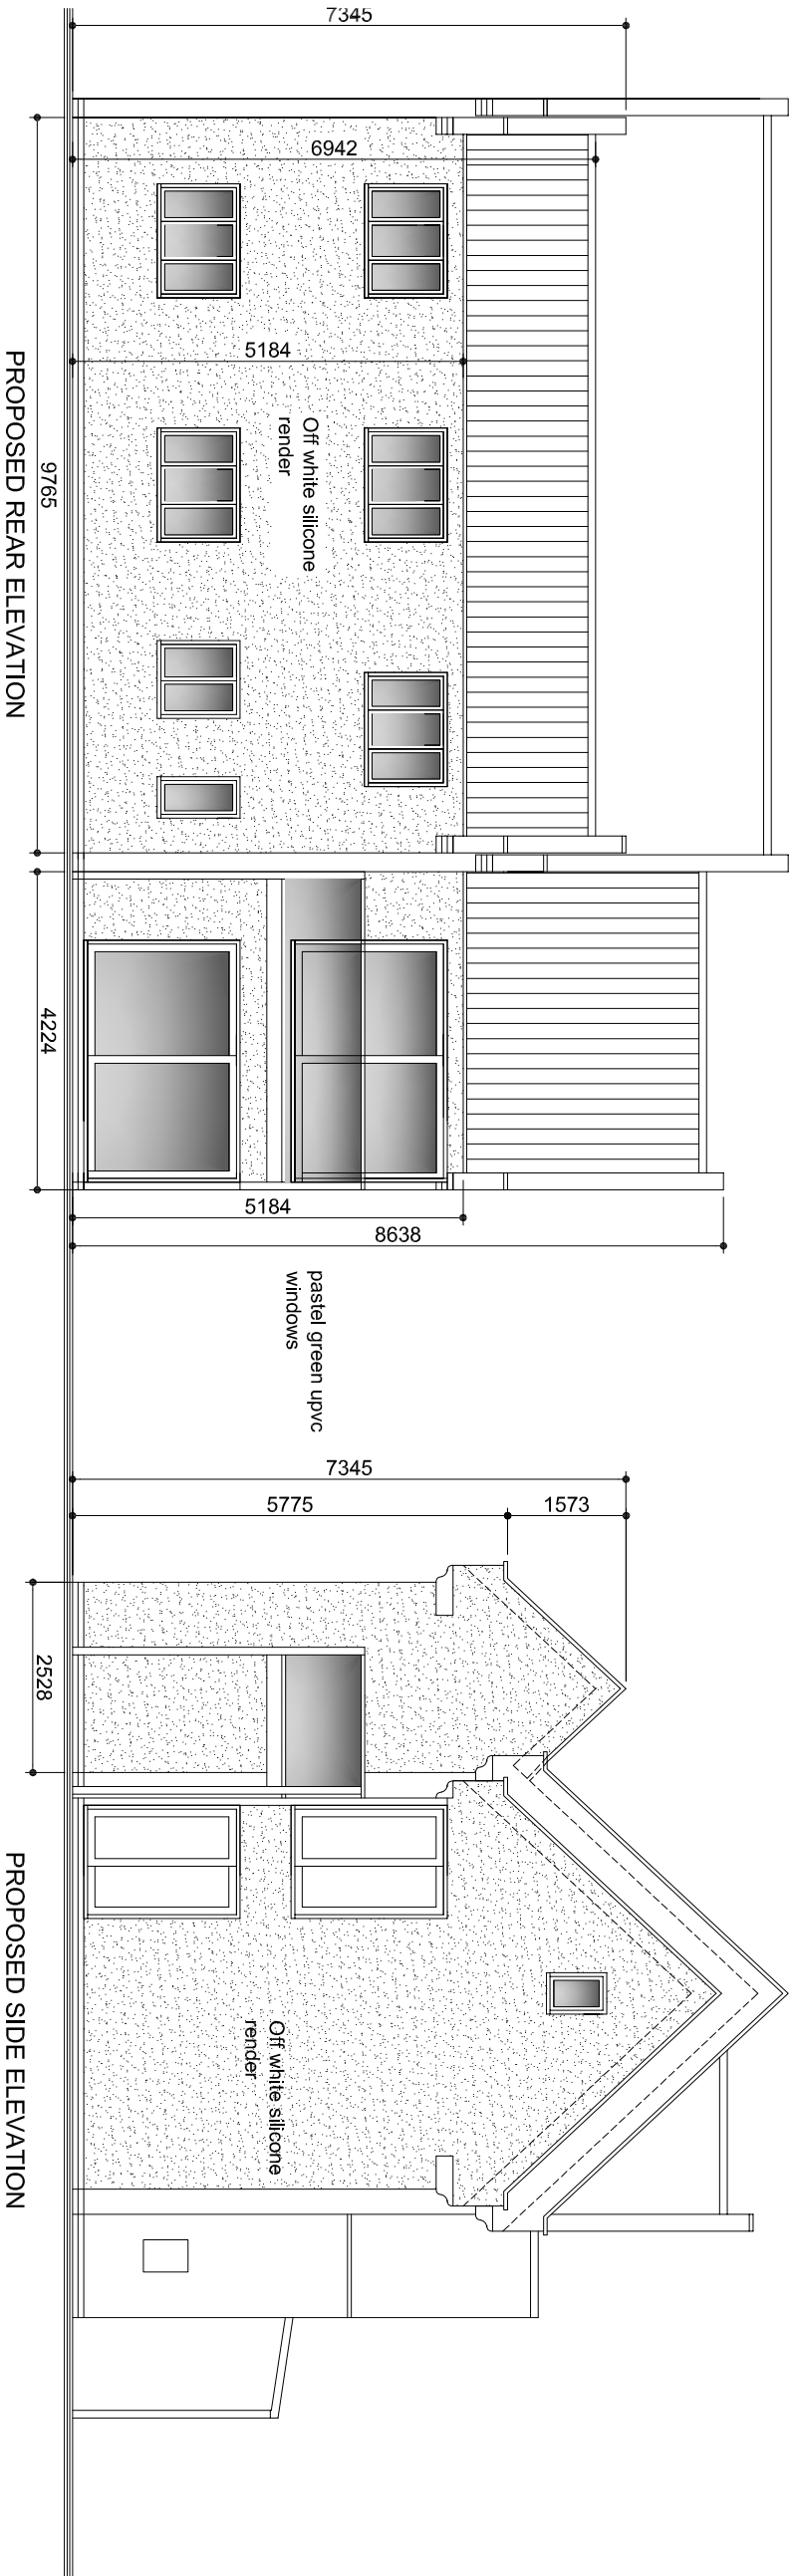 7345
6942
5184
Off white silicone
render
9765
PROPOSED REAR ELEVATION
4224
5184
8638
pastel green upvc
windows
7345
5775
1573
2528
Off white silicone
render
PROPOSED SIDE ELEVATION